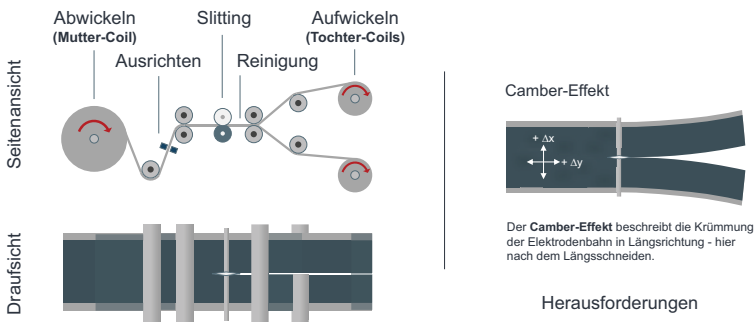 Abwickeln
(Mutter-Coil)
Slitting
Aufwickeln
(Tochter-Coils)
Ausrichten
Reinigung
Seitenansicht
Draufsicht
Camber-Effekt
+ Δx
+ Δy
Der Camber-Effekt beschreibt die Krümmung
der Elektrodenbahn in Längsrichtung - hier
nach dem Längsschneiden.
Herausforderungen